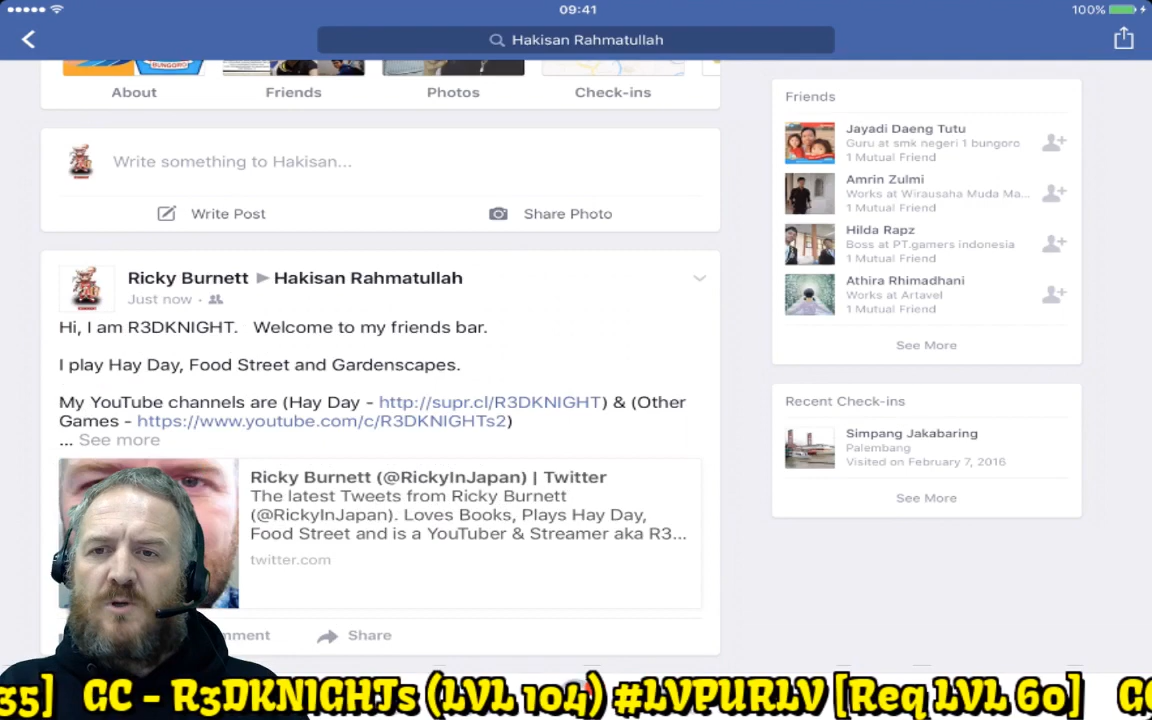 09:41
100%
Hakisan Rahmatullah
BUNGORO
About
Friends
Photos
Check-ins
Write something to Hakisan...
Write Post
Share Photo
Ricky Burnett ▶ Hakisan Rahmatullah
Just now ·
Hi, I am R3DKNIGHT. Welcome to my friends bar.
I play Hay Day, Food Street and Gardenscapes.
My YouTube channels are (Hay Day - http://supr.cl/R3DKNIGHT) & (Other
Games - https://www.youtube.com/c/R3DKNIGHTs2)
... See more
Ricky Burnett (@RickyInJapan) | Twitter
The latest Tweets from Ricky Burnett
(@RickyInJapan). Loves Books, Plays Hay Day,
Food Street and is a YouTuber & Streamer aka R3...
twitter.com
mment
Share
Friends
Jayadi Daeng Tutu
Guru at smk negeri 1 bungoro
1 Mutual Friend
Amrin Zulmi
Works at Wirausaha Muda Ma...
1 Mutual Friend
Hilda Rapz
Boss at PT.gamers indonesia
1 Mutual Friend
Athira Rhimadhani
Works at Artavel
1 Mutual Friend
See More
Recent Check-ins
Simpang Jakabaring
Palembang
Visited on February 7, 2016
See More
35] GC - R3DKNIGHTs (LVL 104) #LVPURLV [Req LVL 60]